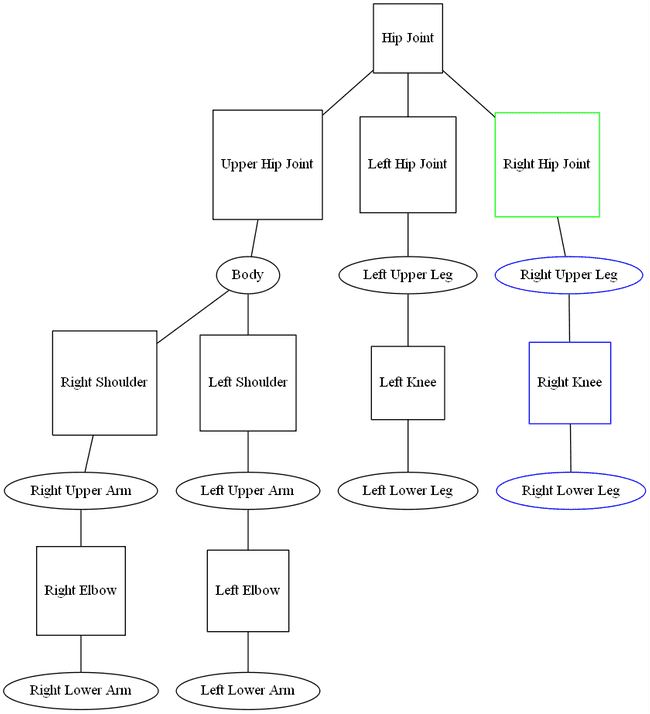 Hip Joint
Upper Hip Joint
Left Hip Joint
Right Hip Joint
Body
Left Upper Leg
Right Upper Leg
Right Shoulder
Left Shoulder
Left Knee
Right Knee
Right Upper Arm
Left Upper Arm
Left Lower Leg
Right Lower Leg
Right Elbow
Left Elbow
Right Lower Arm
Left Lower Arm